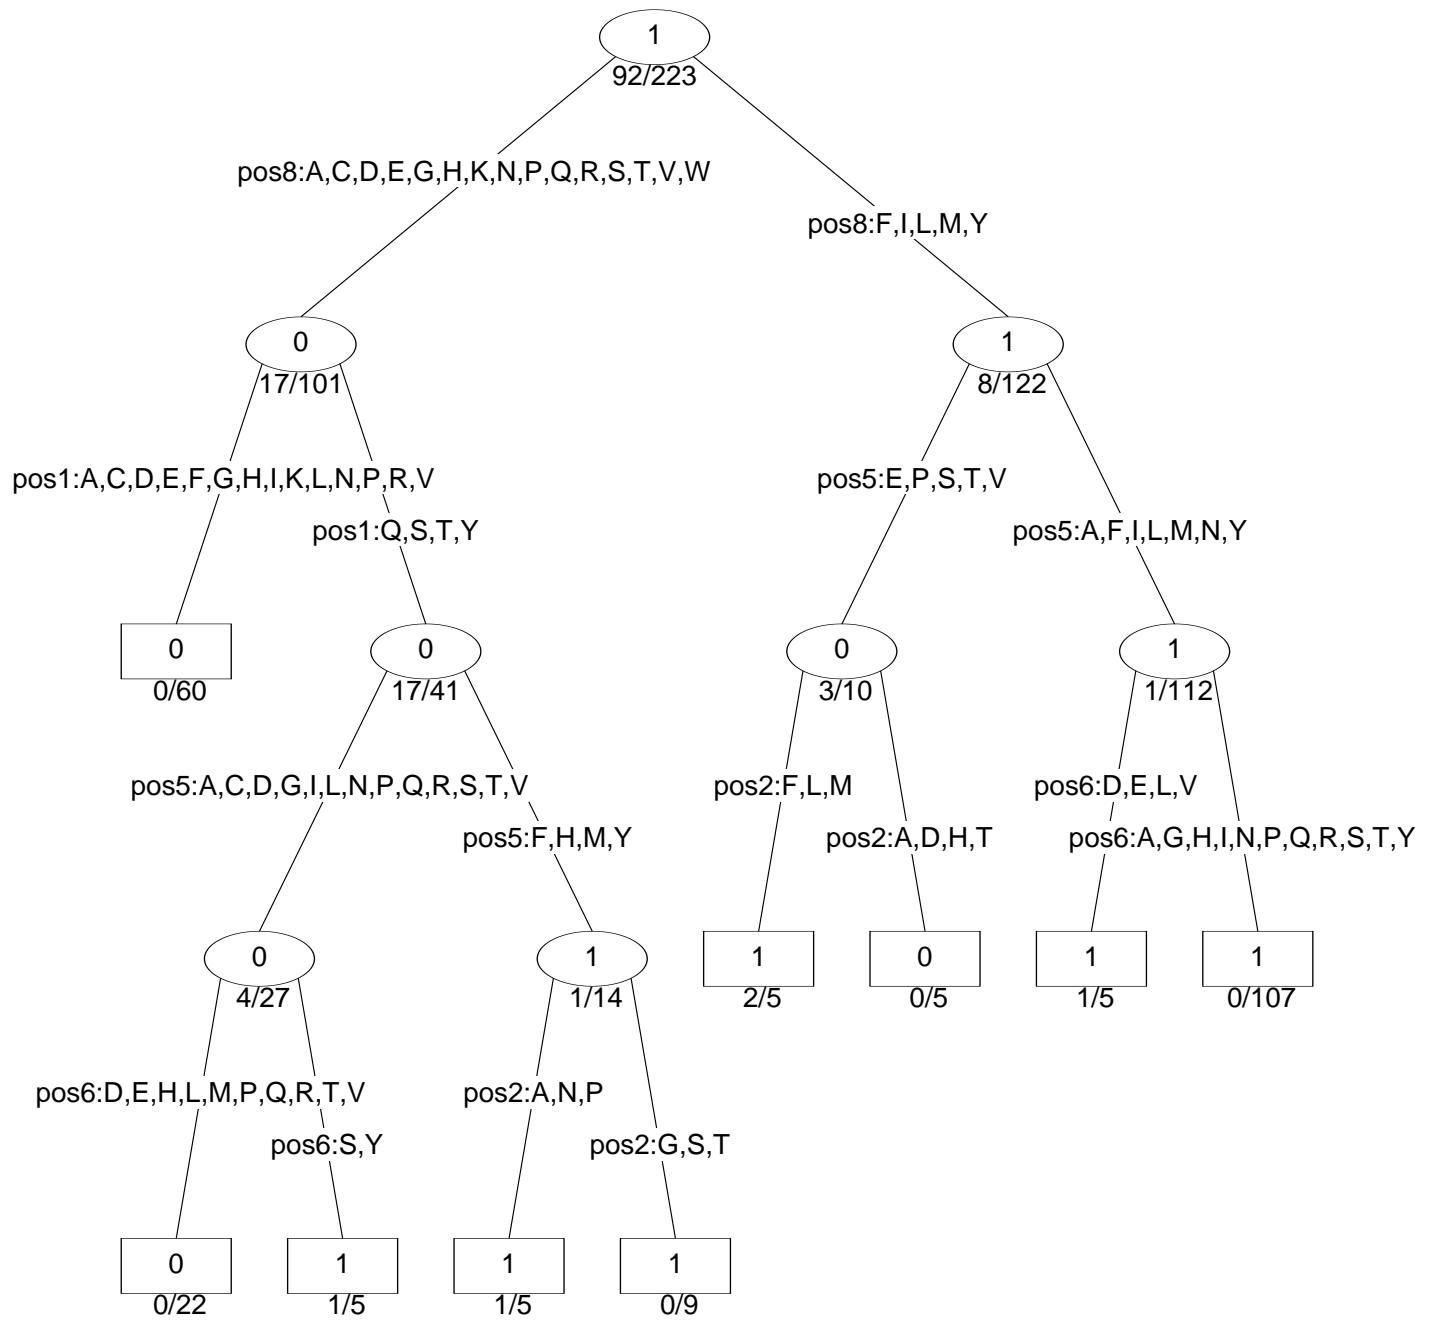 1
92/223
pos8:A,C,D,E,G,H,K,N,P,Q,R,S,T,V,W
pos8:F,I,L,M,Y
0
17/101
1
8/122
pos1:A,C,D,E,F,G,H,I,K,L,N,P,R,V
pos1:Q,S,T,Y
pos5:E,P,S,T,V
pos5:A,F,I,L,M,N,Y
0
0/60
0
17/41
0
3/10
1
1/112
pos5:A,C,D,G,I,L,N,P,Q,R,S,T,V
pos5:F,H,M,Y
pos2:F,L,M
pos2:A,D,H,T
pos6:D,E,L,V
pos6:A,G,H,I,N,P,Q,R,S,T,Y
0
4/27
1
1/14
1
2/5
0
0/5
1
1/5
1
0/107
pos6:D,E,H,L,M,P,Q,R,T,V
pos6:S,Y
pos2:A,N,P
pos2:G,S,T
0
0/22
1
1/5
1
1/5
1
0/9